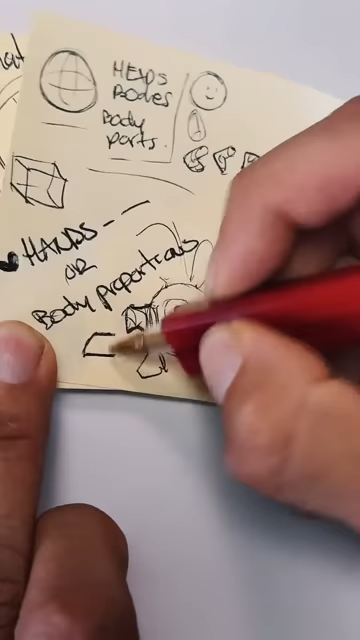 HEADS
BODIES
BODY
PARTS.
HANDS
OR
Body proportions